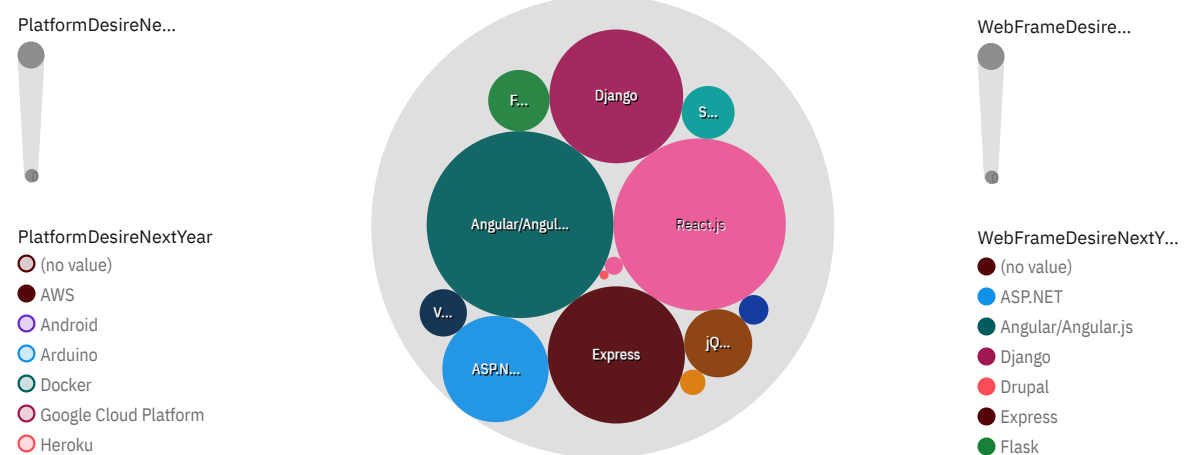 PlatformDesireNe...
PlatformDesireNextYear
(no value)
AWS
Android
Arduino
Docker
Google Cloud Platform
Heroku
F...
Django
S...
Angular/Angul...
React.js
V...
ASP.N...
Express
jQ...
WebFrameDesire...
WebFrameDesireNextY...
(no value)
ASP.NET
Angular/Angular.js
Django
Drupal
Express
Flask